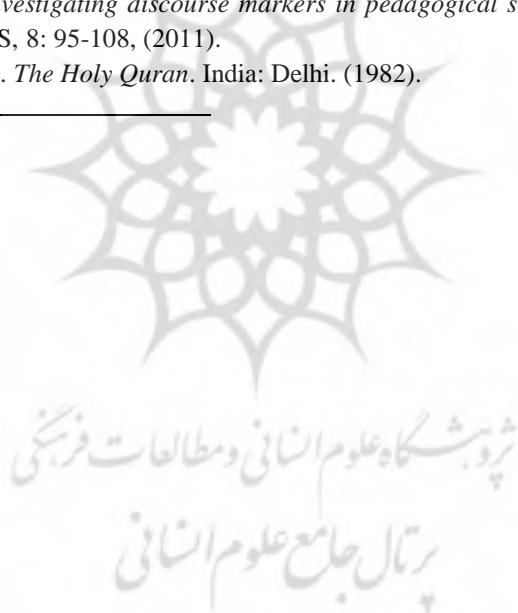 vestigating discourse markers in pedagogical s
S, 8: 95-108, (2011).
. The Holy Quran. India: Delhi. (1982).
پژوهشگاه علوم انسانی و مطالعات فرهنگی
پرتال جامع علوم انسانی